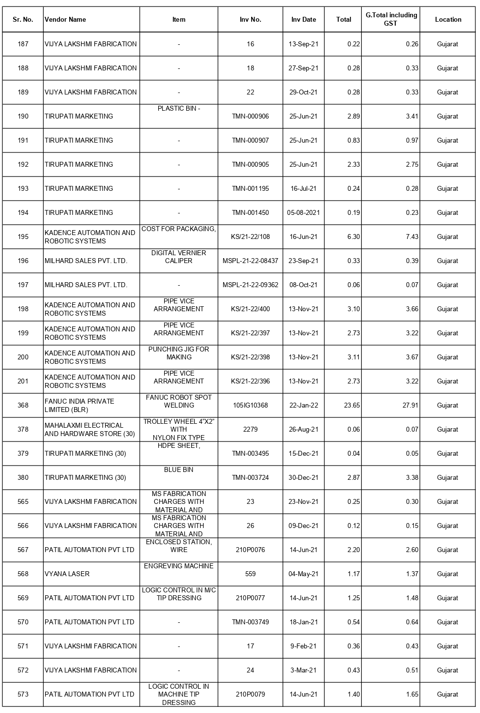 Sr. No. Vendor Name Item Inv No. Inv Date Total G.Total including GST Location
187 VIJYA LAKSHMI FABRICATION - 16 13-Sep-21 0.22 0.26 Gujarat
188 VIJYA LAKSHMI FABRICATION - 18 27-Sep-21 0.28 0.33 Gujarat
189 VIJYA LAKSHMI FABRICATION - 22 29-Oct-21 0.28 0.33 Gujarat
190 TIRUPATI MARKETING PLASTIC BIN - TMN-000906 25-Jun-21 2.89 3.41 Gujarat
191 TIRUPATI MARKETING - TMN-000907 25-Jun-21 0.83 0.97 Gujarat
192 TIRUPATI MARKETING - TMN-000905 25-Jun-21 2.33 2.75 Gujarat
193 TIRUPATI MARKETING - TMN-001195 16-Jul-21 0.24 0.28 Gujarat
194 TIRUPATI MARKETING - TMN-001450 05-08-2021 0.19 0.23 Gujarat
195 KADENCE AUTOMATION AND ROBOTIC SYSTEMS COST FOR PACKAGING, KS/21-22/108 16-Jun-21 6.30 7.43 Gujarat
196 MILHARD SALES PVT. LTD. DIGITAL VERNIER CALIPER MSPL-21-22-08437 23-Sep-21 0.33 0.39 Gujarat
197 MILHARD SALES PVT. LTD. - MSPL-21-22-09362 08-Oct-21 0.06 0.07 Gujarat
198 KADENCE AUTOMATION AND ROBOTIC SYSTEMS PIPE VICE ARRANGEMENT KS/21-22/400 13-Nov-21 3.10 3.66 Gujarat
199 KADENCE AUTOMATION AND ROBOTIC SYSTEMS PIPE VICE ARRANGEMENT KS/21-22/397 13-Nov-21 2.73 3.22 Gujarat
200 KADENCE AUTOMATION AND ROBOTIC SYSTEMS PUNCHING JIG FOR MAKING KS/21-22/398 13-Nov-21 3.11 3.67 Gujarat
201 KADENCE AUTOMATION AND ROBOTIC SYSTEMS PIPE VICE ARRANGEMENT KS/21-22/396 13-Nov-21 2.73 3.22 Gujarat
368 FANUC INDIA PRIVATE LIMITED (BLR) FANUC ROBOT SPOT WELDING 105IG10368 22-Jan-22 23.65 27.91 Gujarat
378 MAHALAXMI ELECTRICAL AND HARDWARE STORE (30) TROLLEY WHEEL 4"X2" WITH NYLON FIX TYPE 2279 26-Aug-21 0.06 0.07 Gujarat
379 TIRUPATI MARKETING (30) HDPE SHEET, TMN-003495 15-Dec-21 0.04 0.05 Gujarat
380 TIRUPATI MARKETING (30) BLUE BIN TMN-003724 30-Dec-21 2.87 3.38 Gujarat
565 VIJYA LAKSHMI FABRICATION MS FABRICATION CHARGES WITH MATERIAL AND 23 23-Nov-21 0.25 0.30 Gujarat
566 VIJYA LAKSHMI FABRICATION MS FABRICATION CHARGES WITH MATERIAL AND 26 09-Dec-21 0.12 0.15 Gujarat
567 PATIL AUTOMATION PVT LTD ENCLOSED STATION, WIRE 210P0076 14-Jun-21 2.20 2.60 Gujarat
568 VYANA LASER ENGREVING MACHINE 559 04-May-21 1.17 1.37 Gujarat
569 PATIL AUTOMATION PVT LTD LOGIC CONTROL IN M/C TIP DRESSING 210P0077 14-Jun-21 1.25 1.48 Gujarat
570 PATIL AUTOMATION PVT LTD - TMN-003749 18-Jan-21 0.54 0.64 Gujarat
571 VIJYA LAKSHMI FABRICATION - 17 9-Feb-21 0.36 0.43 Gujarat
572 VIJYA LAKSHMI FABRICATION - 24 3-Mar-21 0.43 0.51 Gujarat
573 PATIL AUTOMATION PVT LTD LOGIC CONTROL IN MACHINE TIP DRESSING 210P0079 14-Jun-21 1.40 1.65 Gujarat